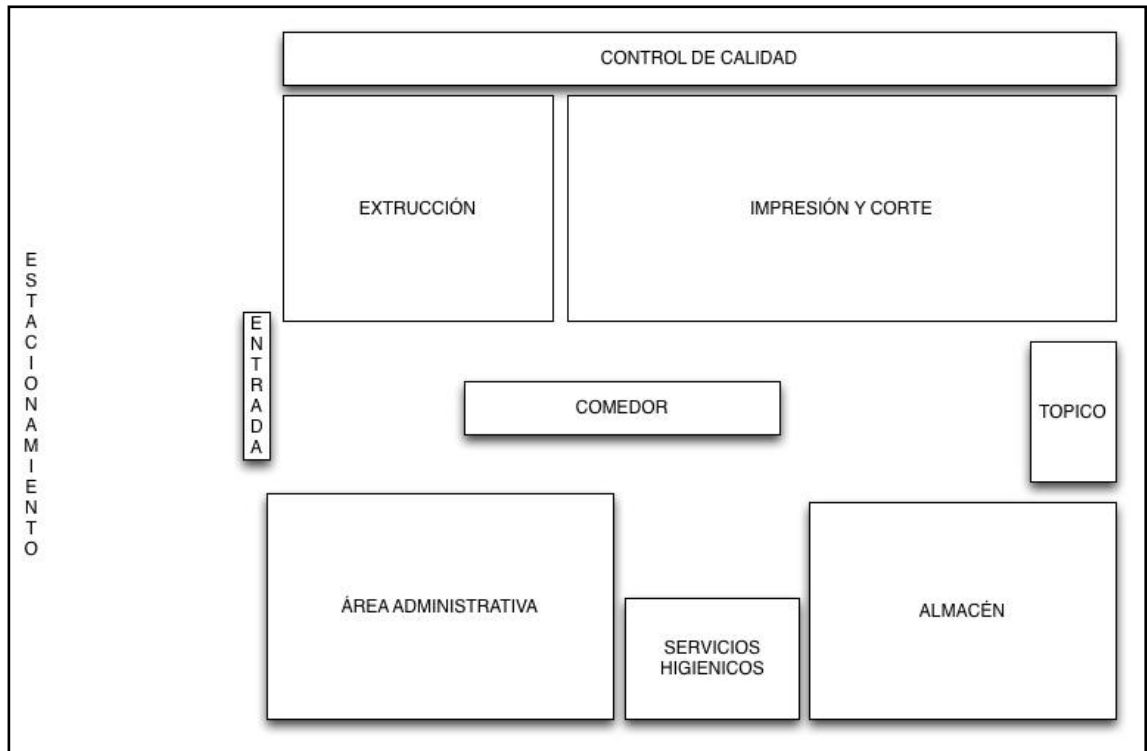 CONTROL DE CALIDAD
EXTRUCCIÓN
IMPRESIÓN Y CORTE
ESTACIONAMIENTO
ENTRADA
COMEDOR
TOPICO
ÁREA ADMINISTRATIVA
SERVICIOS
HIGIENICOS
ALMACÉN